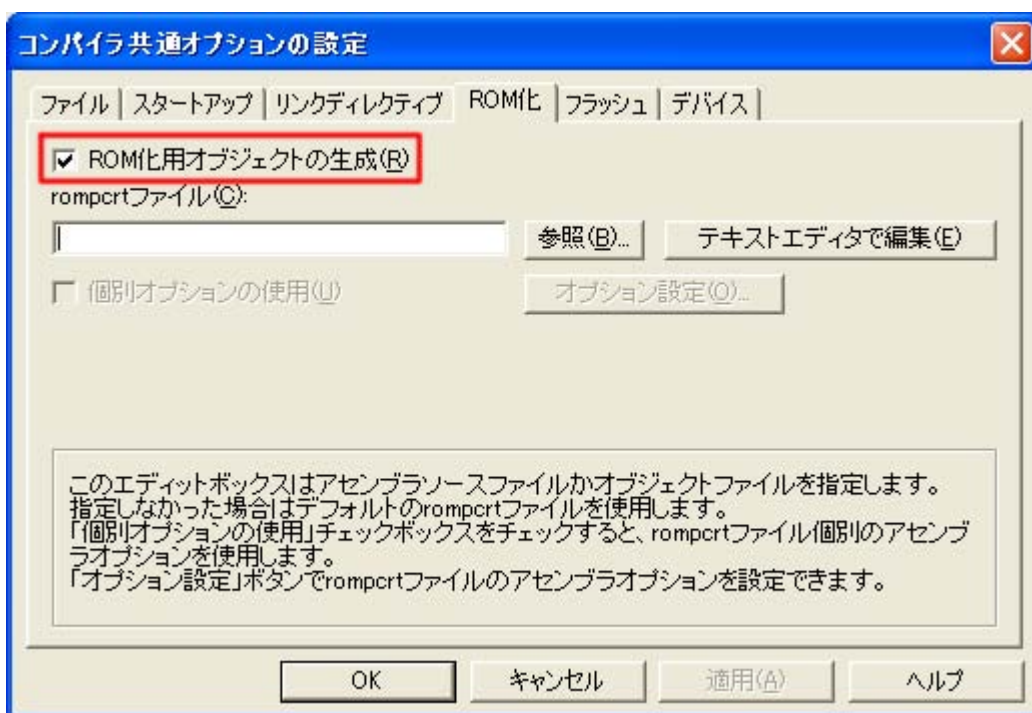 コンパイラ共通オプションの設定
ファイル スタートアップ リンクディレクティブ ROM化 フラッシュ デバイス
ROM化用オブジェクトの生成(R)
rompcrtファイル(C):
参照(B)... テキストエディタで編集(E)
個別オプションの使用(U) オプション設定(O)...
このエディットボックスはアセンブラソースファイルかオブジェクトファイルを指定します。
指定しなかった場合はデフォルトのrompcrtファイルを使用します。
「個別オプションの使用」チェックボックスをチェックすると、rompcrtファイル個別のアセンブ
ラオプションを使用します。
「オプション設定」ボタンでrompcrtファイルのアセンブラオプションを設定できます。
OK キャンセル 適用(A) ヘルプ